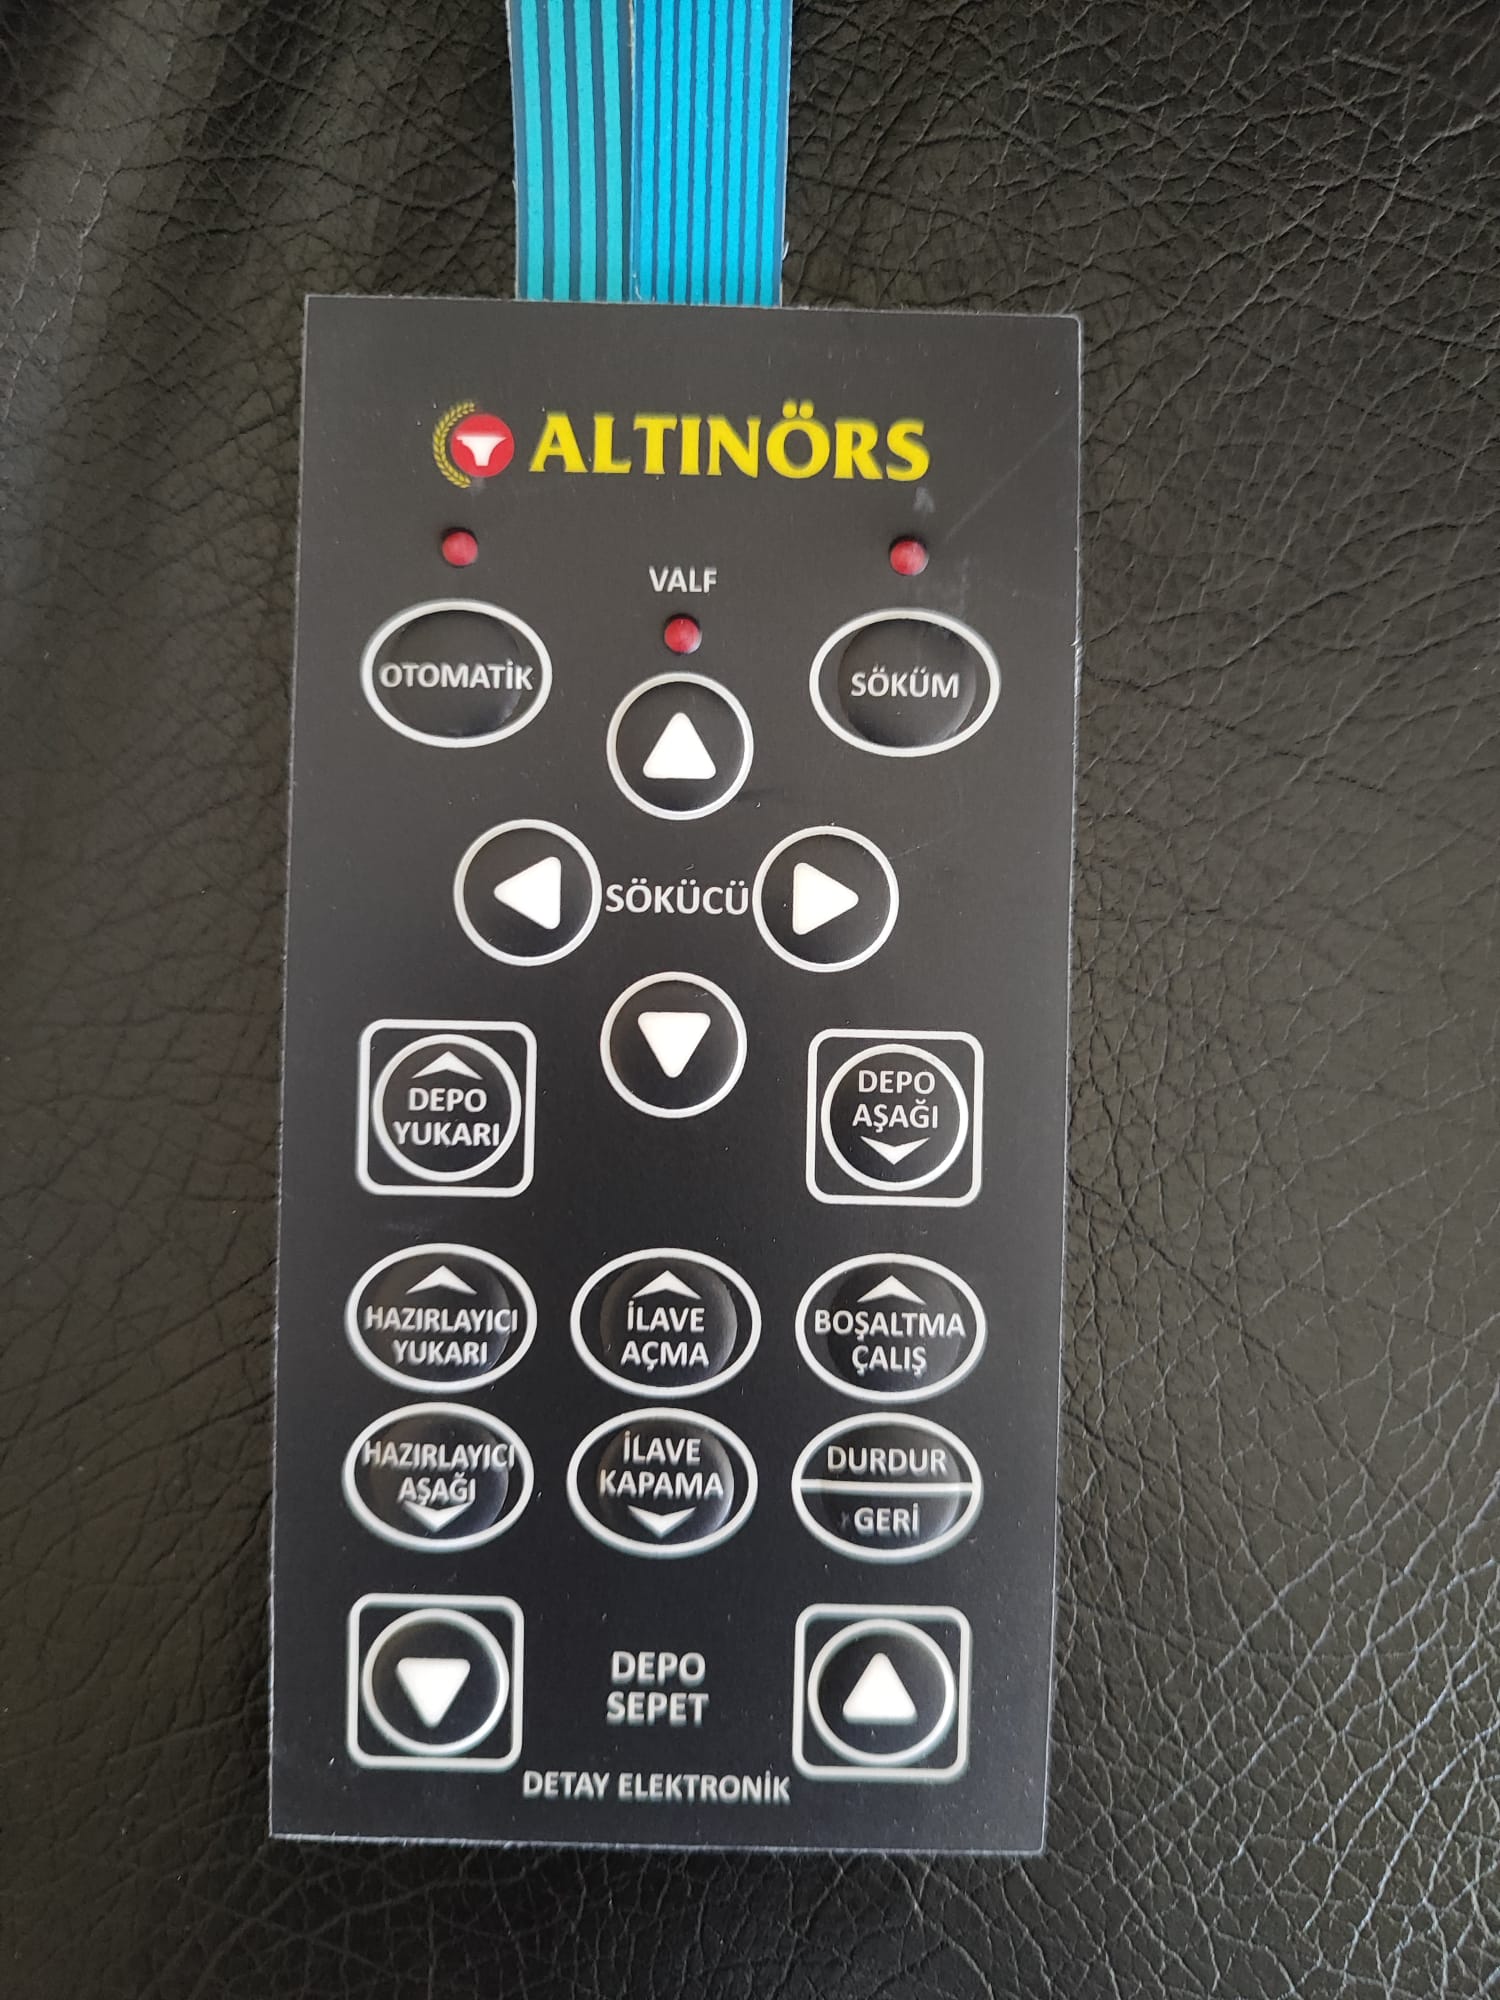 ALTINÖRS
VALF
OTOMATİK
SÖKÜM
SÖKÜCÜ
DEPO
YUKARI
DEPO
AŞAĞI
HAZIRLAYICI
YUKARI
İLAVE
AÇMA
BOŞALTMA
ÇALIŞ
HAZIRLAYICI
AŞAĞI
İLAVE
KAPAMA
DURDUR
GERİ
DEPO
SEPET
DETAY ELEKTRONİK